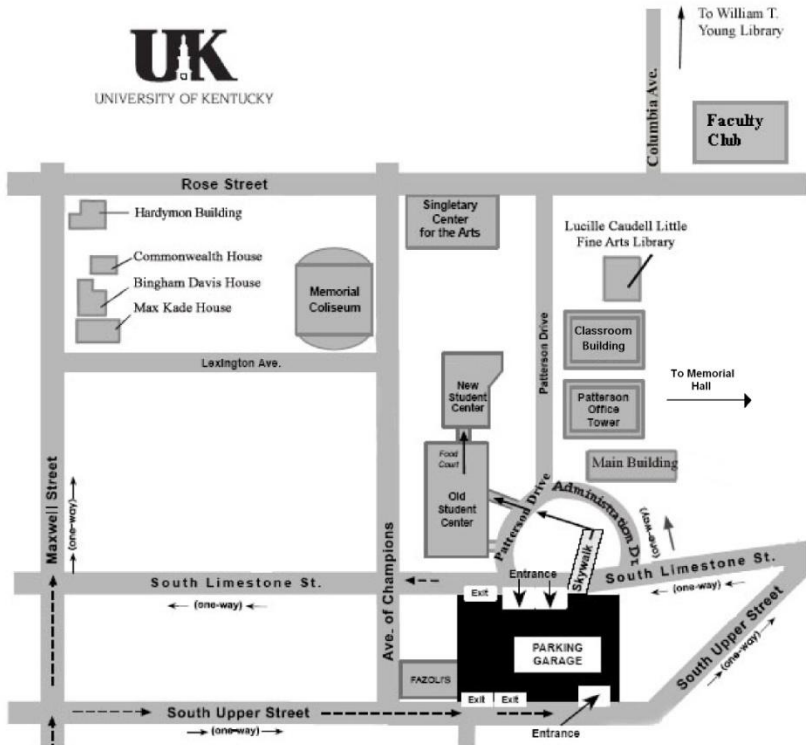 To William T.
Young Library
UK
UNIVERSITY OF KENTUCKY
Columbia Ave.
Faculty
Club
Rose Street
Hardymon Building
Singletary
Center
for the Arts
Lucille Caudell Little
Fine Arts Library
Commonwealth House
Bingham Davis House
Max Kade House
Memorial
Coliseum
Patterson Drive
Classroom
Building
Lexington Ave.
New
Student
Center
To Memorial
Hall
Patterson
Office
Tower
Food
Court
Main Building
Maxwell Street
(one-way)
Old
Student
Center
Patterson Drive
Administration Dr.
(one-way)
Skywalk
Ave. of Champions
South Limestone St.
(one-way)
Entrance
South Limestone St.
(one-way)
Exit
PARKING
GARAGE
South Upper Street
(one-way)
FAZOLI'S
Exit
Exit
South Upper Street
(one-way)
Entrance